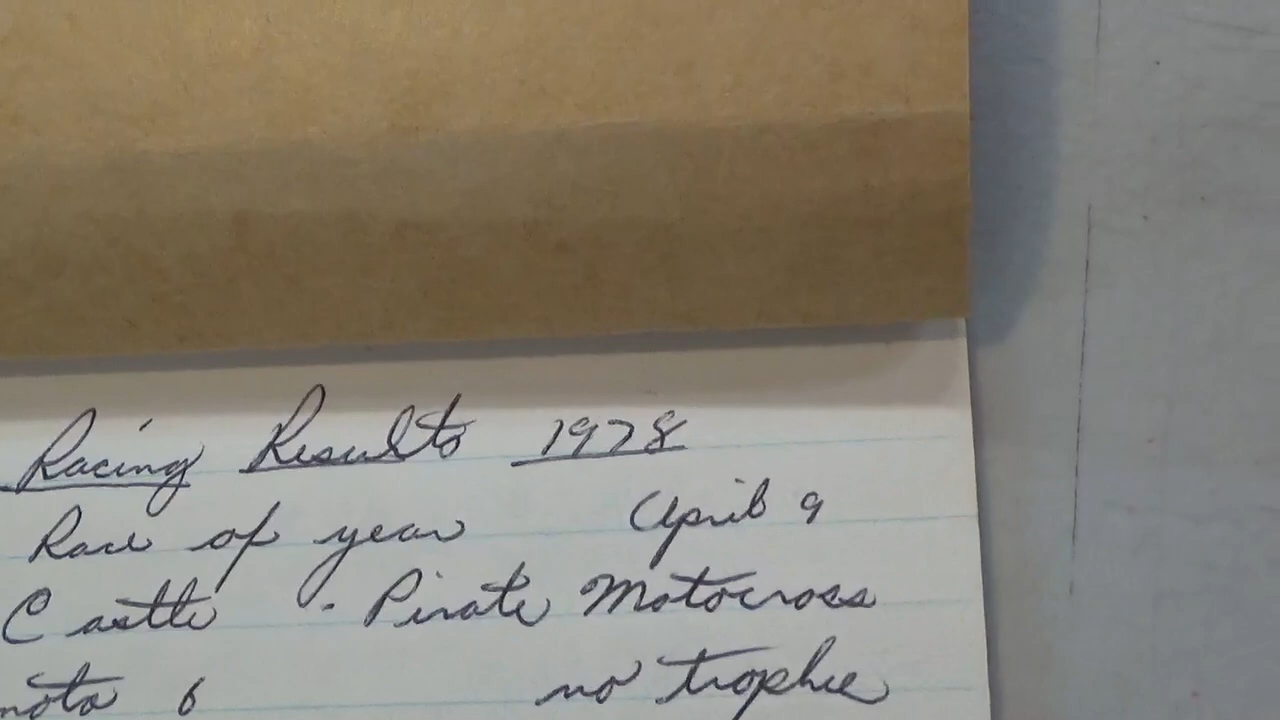 Racing Results 1978
Race of year April 9
Castle - Pirate Motocross
moto 6 no trophie